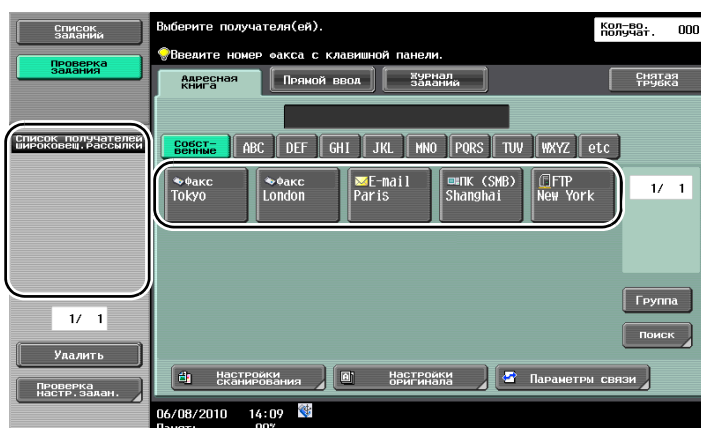 Список
заданий
Проверка
задания
Список получателей
широковещ.рассылки
1/ 1
Удалить
Проверка
настр.задан.
Выберите получателя(ей).
Кол-во.
получат.
000
Введите номер факса с клавишной панели.
Адресная
книга
Прямой ввод
Журнал
заданий
Снятая
трубка
Собст-
венные
ABC
DEF
GHI
JKL
MNO
PQRS
TUV
WXYZ
etc
Факс
Tokyo
Факс
London
E-mail
Paris
ПК (SMB)
Shanghai
FTP
New York
1/ 1
Группа
Поиск
Настройки
сканирования
Настройки
оригинала
Параметры связи
06/08/2010 14:09
Память 99%